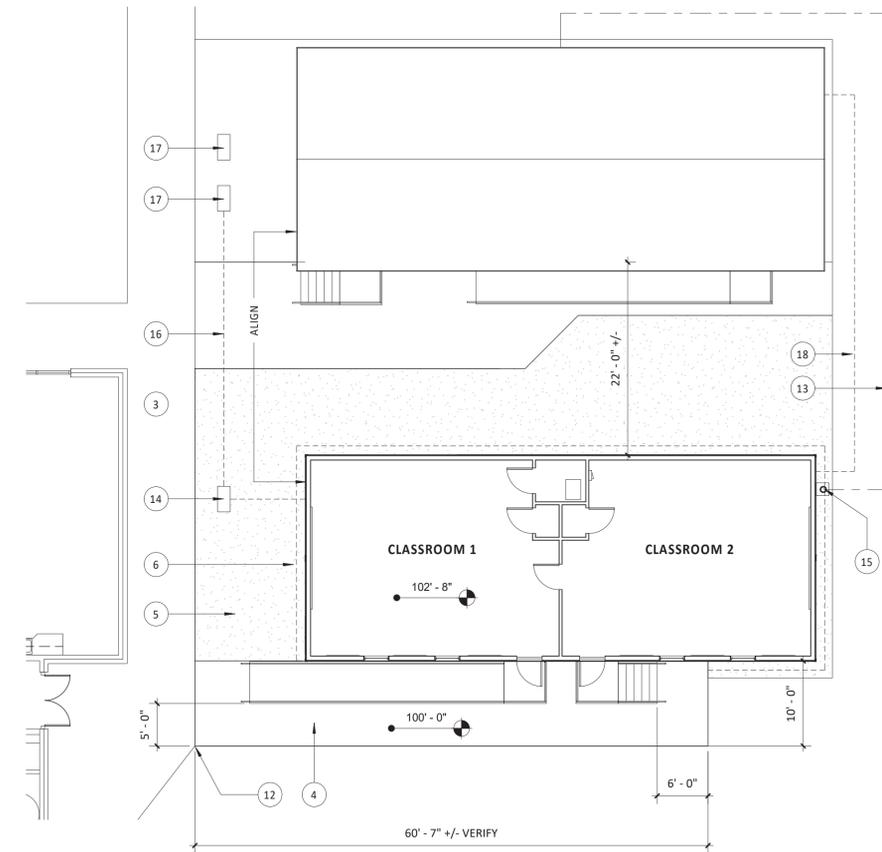 17
17
ALIGN
16
22' - 0" +/-
18
13
3
14
CLASSROOM 1
CLASSROOM 2
15
6
102' - 8"
5
5' - 0"
100' - 0"
10' - 0"
12
4
6' - 0"
60' - 7" +/- VERIFY